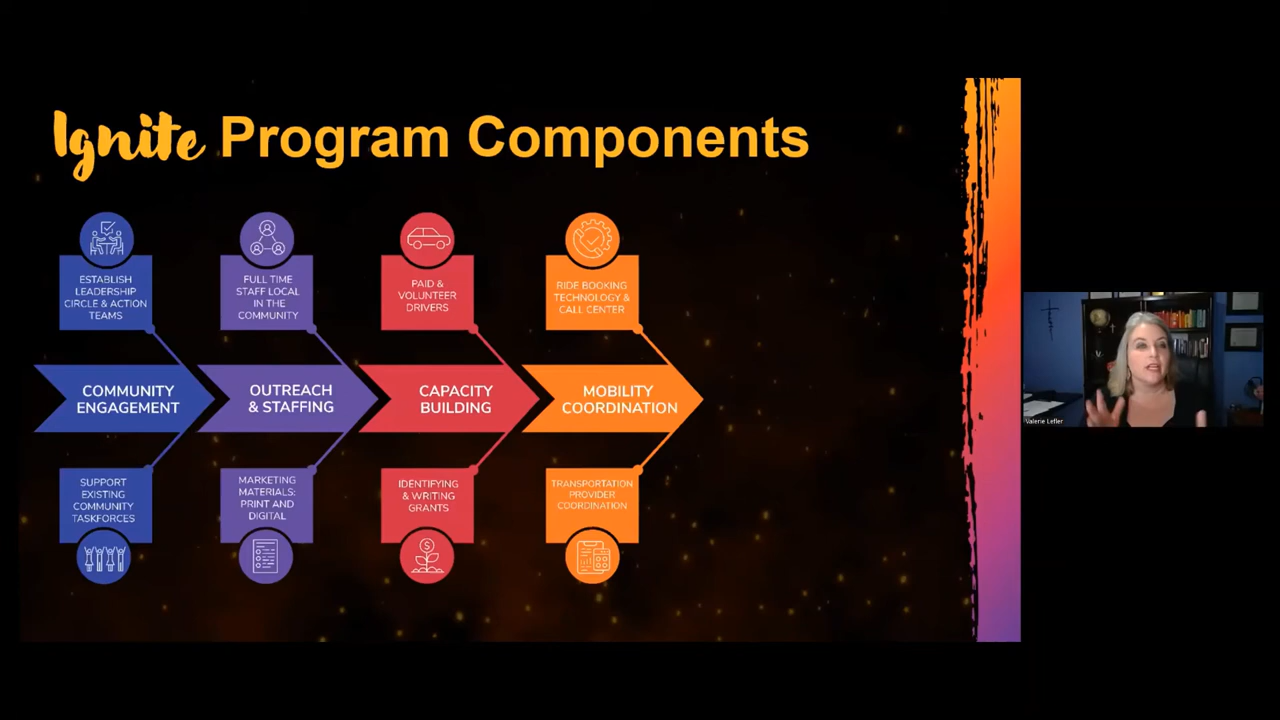 Ignite Program Components
ESTABLISH
LEADERSHIP
CIRCLE & ACTION
TEAMS
FULL TIME
STAFF LOCAL
IN THE
COMMUNITY
PAID &
VOLUNTEER
DRIVERS
RIDE BOOKING
TECHNOLOGY &
CALL CENTER
COMMUNITY
ENGAGEMENT
OUTREACH
& STAFFING
CAPACITY
BUILDING
MOBILITY
COORDINATION
SUPPORT
EXISTING
COMMUNITY
TASKFORCES
MARKETING
MATERIALS:
PRINT AND
DIGITAL
IDENTIFYING
& WRITING
GRANTS
TRANSPORTATION
PROVIDER
COORDINATION
Valerie Lefler